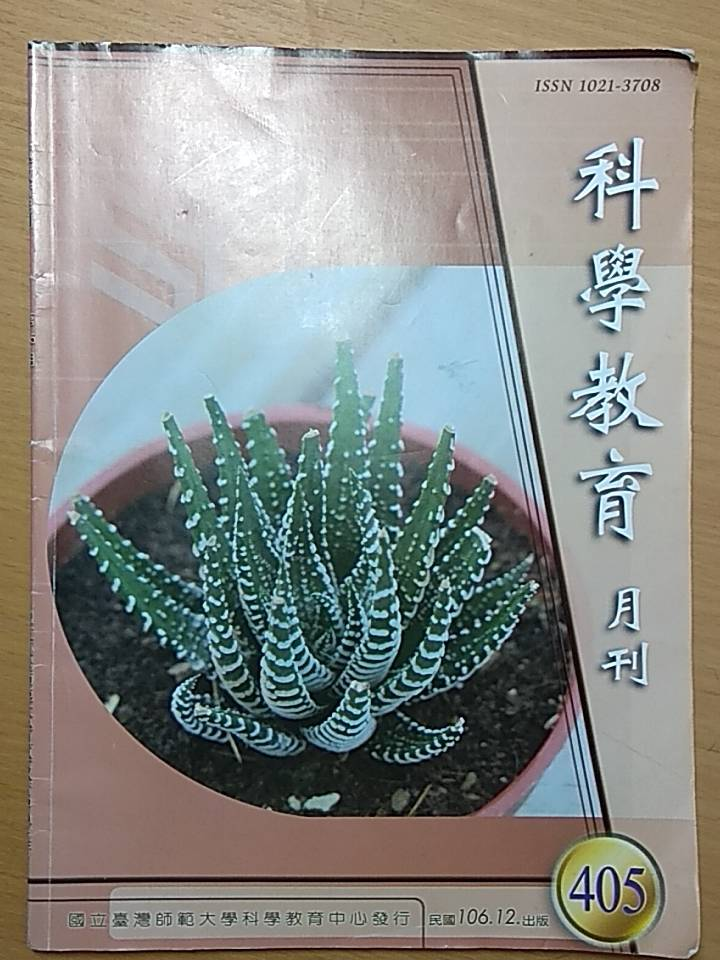 ISSN 1021-3708
科學教育
月刊
405
國立臺灣師範大學科學教育中心發行
民國106.12.出版